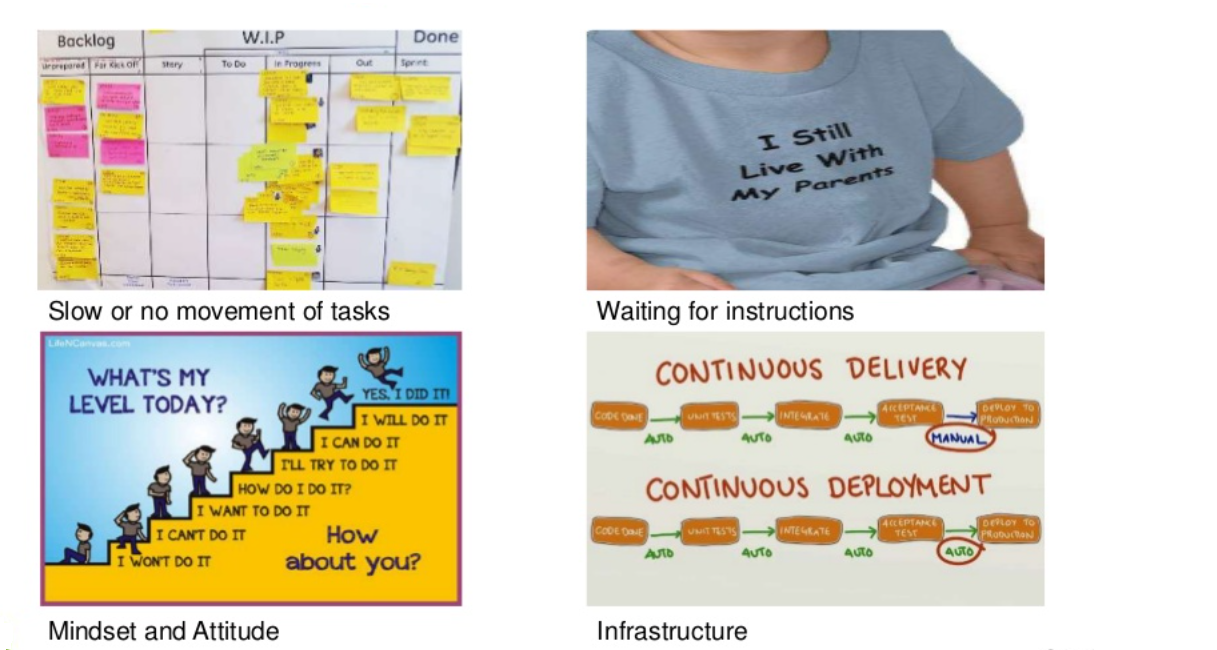 Backlog
W.I.P
Done
Unprepared
For Kick Off
Story
To Do
In Progress
Out
Sprint
I Still
Live With
My Parents
Slow or no movement of tasks
Waiting for instructions
LifeNCanvas.com
WHAT'S MY
LEVEL TODAY?
YES, I DID IT!
I WILL DO IT
I CAN DO IT
I'LL TRY TO DO IT
HOW DO I DO IT?
I WANT TO DO IT
I CAN'T DO IT
I WON'T DO IT
How
about you?
CONTINUOUS DELIVERY
CODE DONE
UNIT TESTS
INTEGRATE
ACCEPTANCE
TEST
DEPLOY TO
PRODUCTION
AUTO
AUTO
AUTO
MANUAL
CONTINUOUS DEPLOYMENT
CODE DONE
UNIT TESTS
INTEGRATE
ACCEPTANCE
TEST
DEPLOY TO
PRODUCTION
AUTO
AUTO
AUTO
AUTO
Mindset and Attitude
Infrastructure